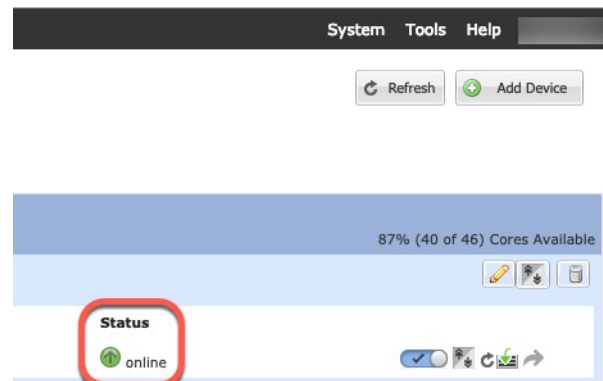 System Tools Help
Refresh Add Device
87% (40 of 46) Cores Available
Status
online